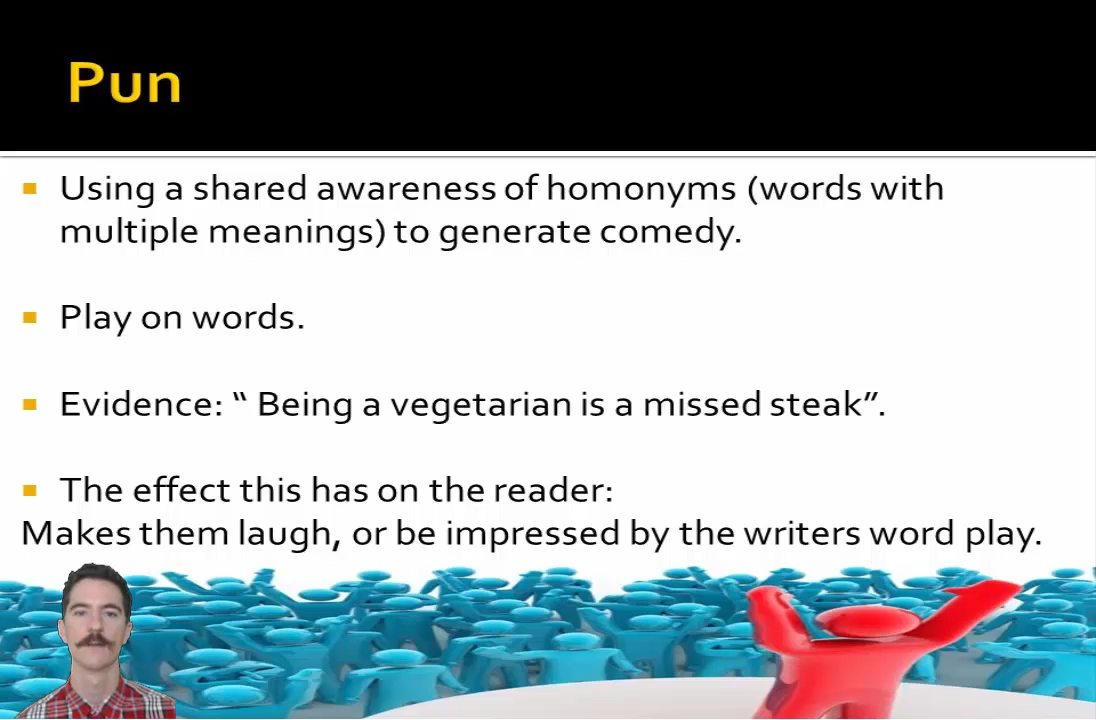 Pun
Using a shared awareness of homonyms (words with
multiple meanings) to generate comedy.
Play on words.
Evidence: “ Being a vegetarian is a missed steak”.
The effect this has on the reader:
Makes them laugh, or be impressed by the writers word play.